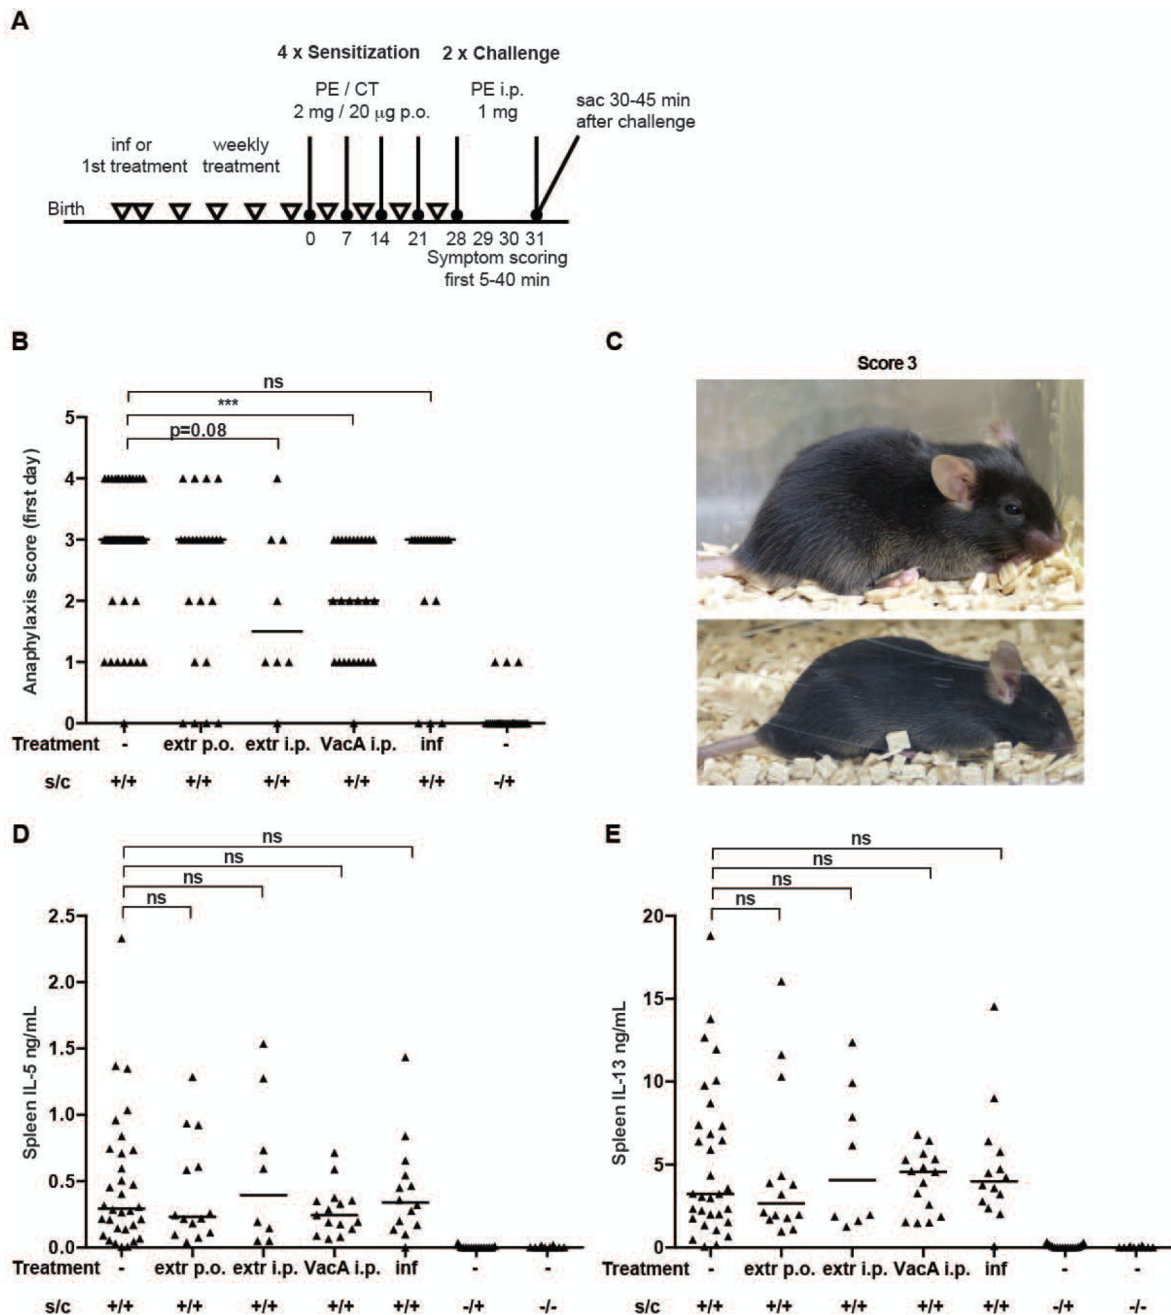 A
4 x Sensitization 2 x Challenge
PE / CT PE i.p.
2 mg / 20 μg p.o. 1 mg
sac 30-45 min
after challenge
inf or weekly
1st treatment treatment
Birth
0 7 14 21 28 29 30 31
Symptom scoring
first 5-40 min
B
ns
***
p=0.08
Anaphylaxis score (first day)
5
4
3
2
1
0
Treatment - extr p.o. extr i.p. VacA i.p. inf -
s/c +/+ +/+ +/+ +/+ +/+ -/+
C
Score 3
D
ns
ns
ns
ns
Spleen IL-5 ng/mL
2.5
2.0
1.5
1.0
0.5
0.0
Treatment - extr p.o. extr i.p. VacA i.p. inf - -
s/c +/+ +/+ +/+ +/+ +/+ -/+ -/-
E
ns
ns
ns
ns
Spleen IL-13 ng/mL
20
15
10
5
0
Treatment - extr p.o. extr i.p. VacA i.p. inf - -
s/c +/+ +/+ +/+ +/+ +/+ -/+ -/-